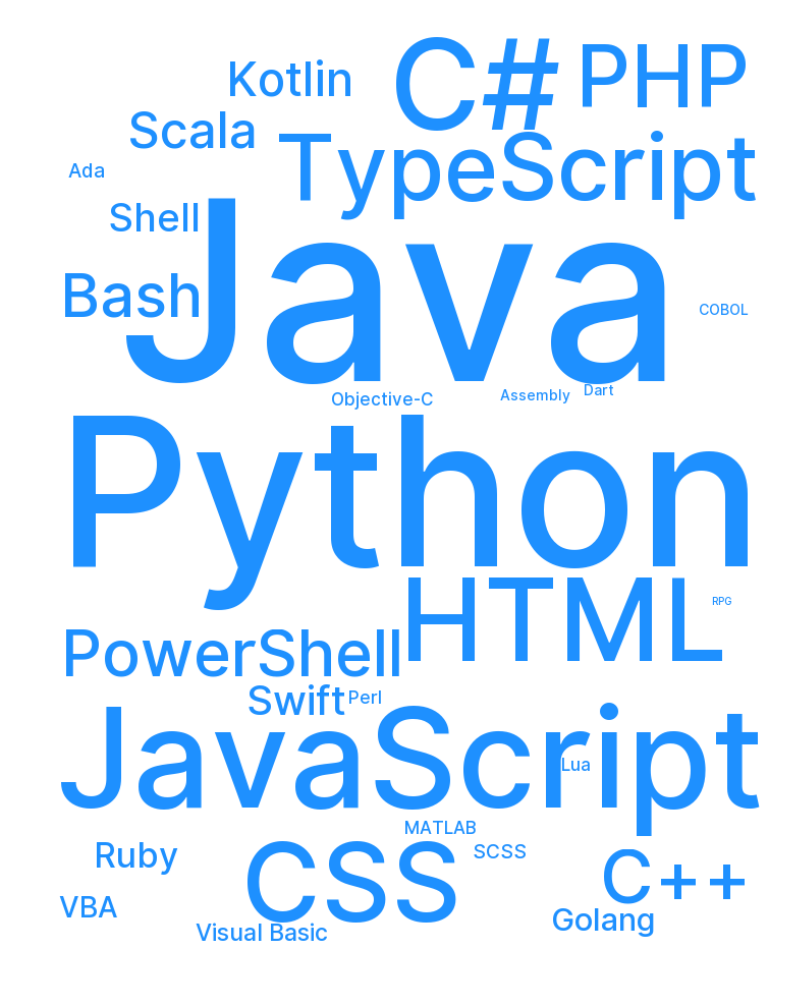 C# PHP
Kotlin
Scala
TypeScript
Ada
Shell
Java
Bash
COBOL
Objective-C Assembly Dart
Python
HTML
RPG
PowerShell
Swift Perl
JavaScript
Lua
MATLAB
Ruby CSS SCSS C++
VBA
Golang
Visual Basic